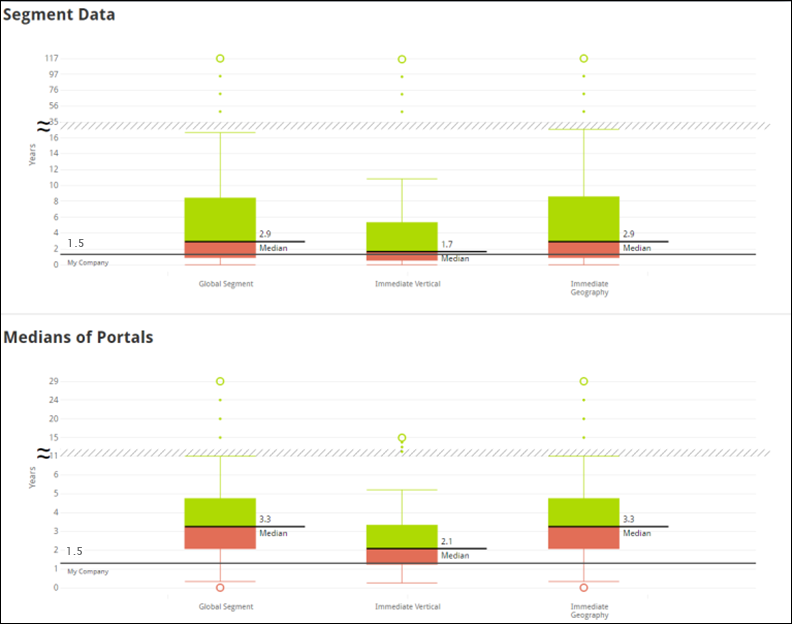 Segment Data
117
97
76
56
35
16
14
12
10
8
6
4
2
0
Years
1.5
My Company
2.9
Median
1.7
Median
2.9
Median
Global Segment
Immediate Vertical
Immediate
Geography
Medians of Portals
29
24
20
15
11
6
5
4
3
2
1
0
Years
1.5
My Company
3.3
Median
2.1
Median
3.3
Median
Global Segment
Immediate Vertical
Immediate
Geography